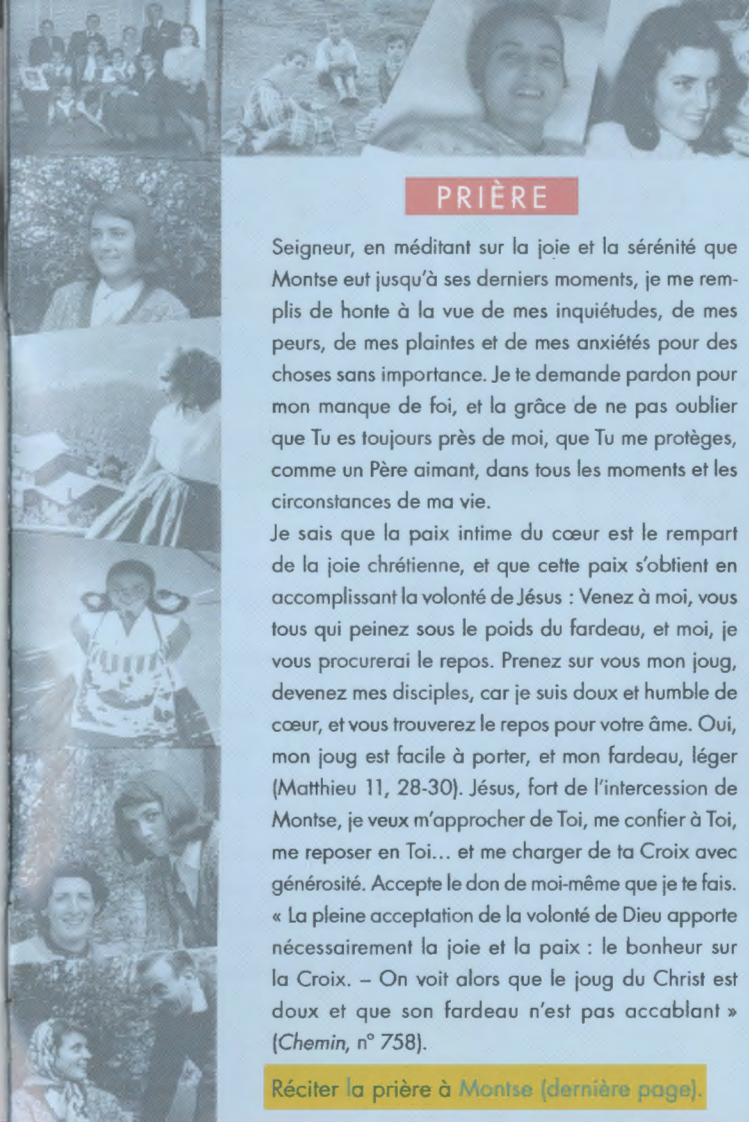 PRIÈRE
Seigneur, en méditant sur la joie et la sérénité que
Montse eut jusqu'à ses derniers moments, je me rem-
plis de honte à la vue de mes inquiétudes, de mes
peurs, de mes plaintes et de mes anxiétés pour des
choses sans importance. Je te demande pardon pour
mon manque de foi, et la grâce de ne pas oublier
que Tu es toujours près de moi, que Tu me protèges,
comme un Père aimant, dans tous les moments et les
circonstances de ma vie.
Je sais que la paix intime du cœur est le rempart
de la joie chrétienne, et que cette paix s'obtient en
accomplissant la volonté de Jésus : Venez à moi, vous
tous qui peinez sous le poids du fardeau, et moi, je
vous procurerai le repos. Prenez sur vous mon joug,
devenez mes disciples, car je suis doux et humble de
cœur, et vous trouverez le repos pour votre âme. Oui,
mon joug est facile à porter, et mon fardeau, léger
(Matthieu 11, 28-30). Jésus, fort de l'intercession de
Montse, je veux m'approcher de Toi, me confier à Toi,
me reposer en Toi... et me charger de ta Croix avec
générosité. Accepte le don de moi-même que je te fais.
« La pleine acceptation de la volonté de Dieu apporte
nécessairement la joie et la paix : le bonheur sur
la Croix. – On voit alors que le joug du Christ est
doux et que son fardeau n'est pas accablant »
(Chemin, n° 758).
Réciter la prière à Montse (dernière page).